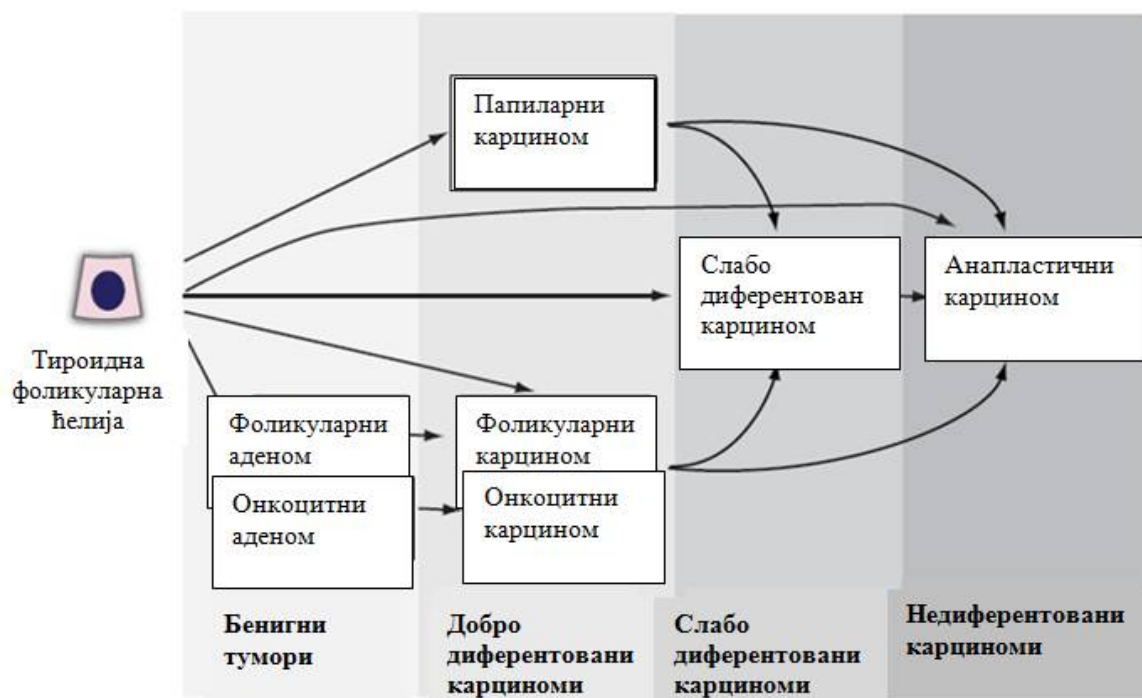 Папиларни
карцином
Слабо
диферентован
карцином
Анапластични
карцином
Тироидна
фоликуларна
ћелија
Фоликуларни
аденом
Онкоцитни
аденом
Фоликуларни
карцином
Онкоцитни
карцином
Бенигни
тумори
Добро
диферентовани
карциноми
Слабо
диферентовани
карциноми
Недиферентовани
карциноми